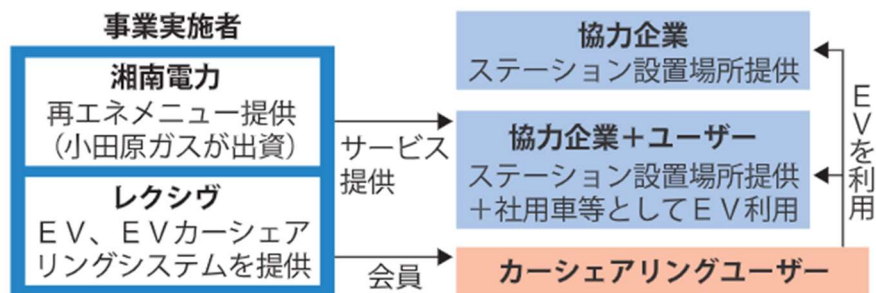 事業実施者
湘南電力
再エネメニュー提供
（小田原ガスが出資）
レクシヴ
ＥＶ、ＥＶカーシェア
リングシステムを提供
サービス
提供
会員
協力企業
ステーション設置場所提供
協力企業＋ユーザー
ステーション設置場所提供
＋社用車等としてＥＶ利用
カーシェアリングユーザー
ＥＶを利用